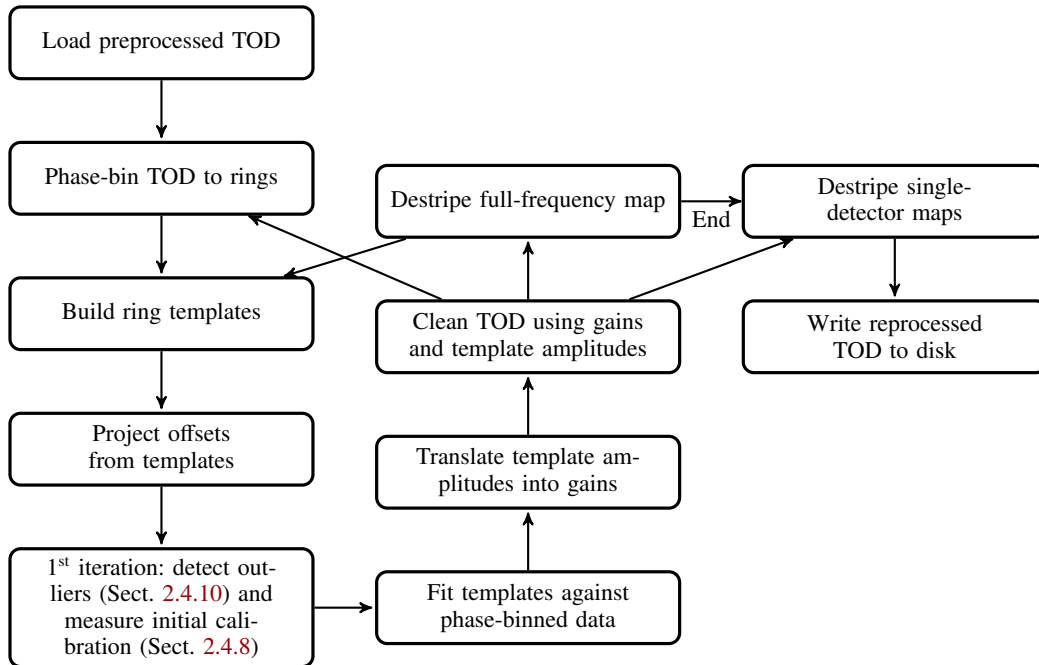 Load preprocessed TOD
Phase-bin TOD to rings
Build ring templates
Project offsets
from templates
1st iteration: detect out-
liers (Sect. 2.4.10) and
measure initial cali-
bration (Sect. 2.4.8)
Destripe full-frequency map
Clean TOD using gains
and template amplitudes
Translate template am-
plitudes into gains
Fit templates against
phase-binned data
End
Destripe single-
detector maps
Write reprocessed
TOD to disk